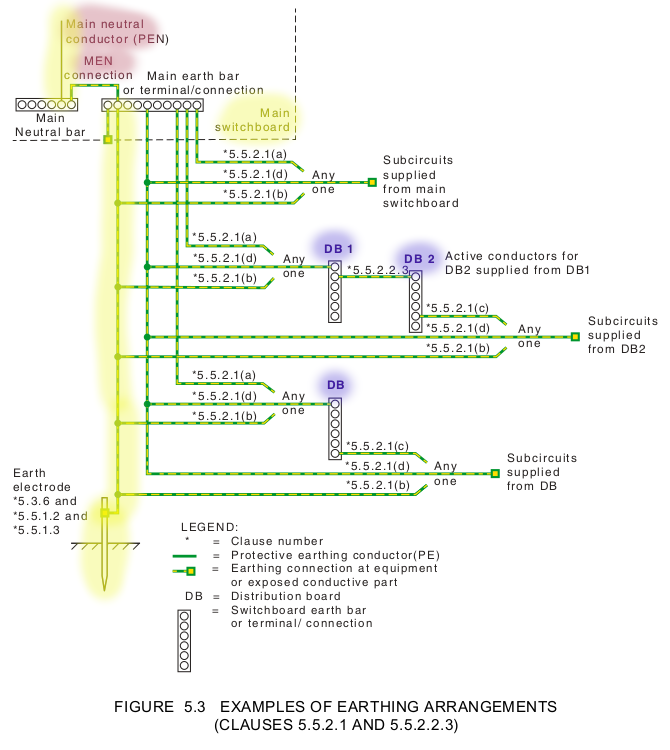 Main neutral
conductor (PEN)
MEN
connection
Main earth bar
or terminal/connection
Main
Neutral bar
Main
switchboard
*5.5.2.1(a)
*5.5.2.1(d)
*5.5.2.1(b)
Any
one
Subcircuits
supplied
from main
switchboard
*5.5.2.1(a)
*5.5.2.1(d)
*5.5.2.1(b)
Any
one
DB 1
*5.5.2.2.3
DB 2
Active conductors for
DB2 supplied from DB1
*5.5.2.1(c)
*5.5.2.1(d)
*5.5.2.1(b)
Any
one
Subcircuits
supplied
from DB2
*5.5.2.1(a)
*5.5.2.1(d)
*5.5.2.1(b)
Any
one
DB
*5.5.2.1(c)
*5.5.2.1(d)
*5.5.2.1(b)
Any
one
Subcircuits
supplied
from DB
Earth
electrode
*5.3.6 and
*5.5.1.2 and
*5.5.1.3
LEGEND:
* = Clause number
= Protective earthing conductor(PE)
= Earthing connection at equipment
or exposed conductive part
DB = Distribution board
= Switchboard earth bar
or terminal/ connection
FIGURE 5.3 EXAMPLES OF EARTHING ARRANGEMENTS
(CLAUSES 5.5.2.1 AND 5.5.2.2.3)